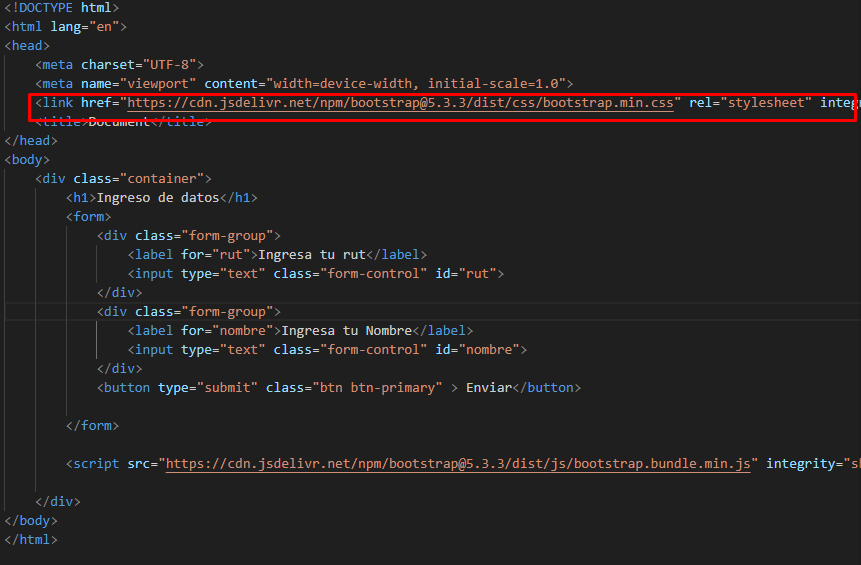 <!DOCTYPE html>
<html lang="en">
<head>
<meta charset="UTF-8">
<meta name="viewport" content="width=device-width, initial-scale=1.0">
<link href="https://cdn.jsdelivr.net/npm/bootstrap@5.3.3/dist/css/bootstrap.min.css" rel="stylesheet" integ
<title>Document</title>
</head>
<body>
<div class="container">
<h1>Ingreso de datos</h1>
<form>
<div class="form-group">
<label for="rut">Ingresa tu rut</label>
<input type="text" class="form-control" id="rut">
</div>
<div class="form-group">
<label for="nombre">Ingresa tu Nombre</label>
<input type="text" class="form-control" id="nombre">
</div>
<button type="submit" class="btn btn-primary" > Enviar</button>
</form>
<script src="https://cdn.jsdelivr.net/npm/bootstrap@5.3.3/dist/js/bootstrap.bundle.min.js" integrity="sh
</div>
</body>
</html>